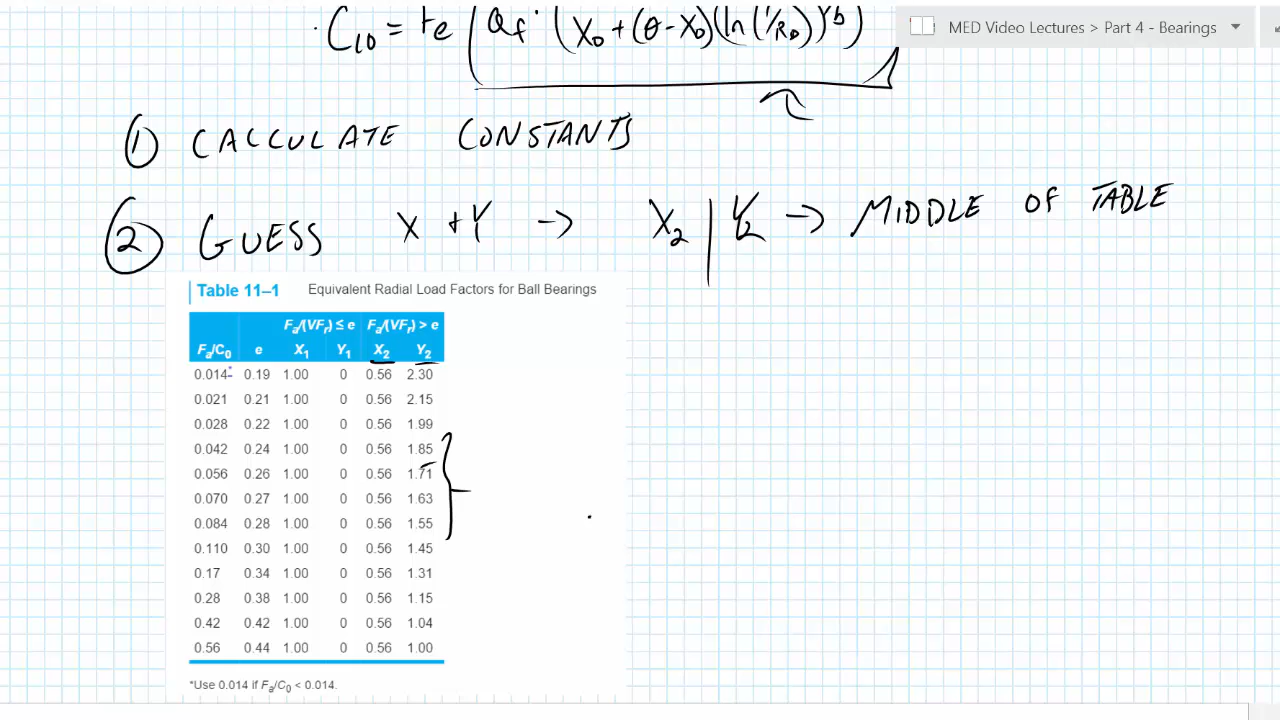 MED Video Lectures > Part 4 - Bearings
C10 = Fe [af · (X0 + (θ - X0)(ln(1/RD))^1/b)]
① CALCULATE CONSTANTS
② GUESS X + Y → X2 | Y2 → MIDDLE OF TABLE
Table 11–1 Equivalent Radial Load Factors for Ball Bearings
Fa/(VFr) ≤ e Fa/(VFr) > e
Fa/C0 e X1 Y1 X2 Y2
0.014* 0.19 1.00 0 0.56 2.30
0.021 0.21 1.00 0 0.56 2.15
0.028 0.22 1.00 0 0.56 1.99
0.042 0.24 1.00 0 0.56 1.85
0.056 0.26 1.00 0 0.56 1.71
0.070 0.27 1.00 0 0.56 1.63
0.084 0.28 1.00 0 0.56 1.55
0.110 0.30 1.00 0 0.56 1.45
0.17 0.34 1.00 0 0.56 1.31
0.28 0.38 1.00 0 0.56 1.15
0.42 0.42 1.00 0 0.56 1.04
0.56 0.44 1.00 0 0.56 1.00
*Use 0.014 if Fa/C0 < 0.014.